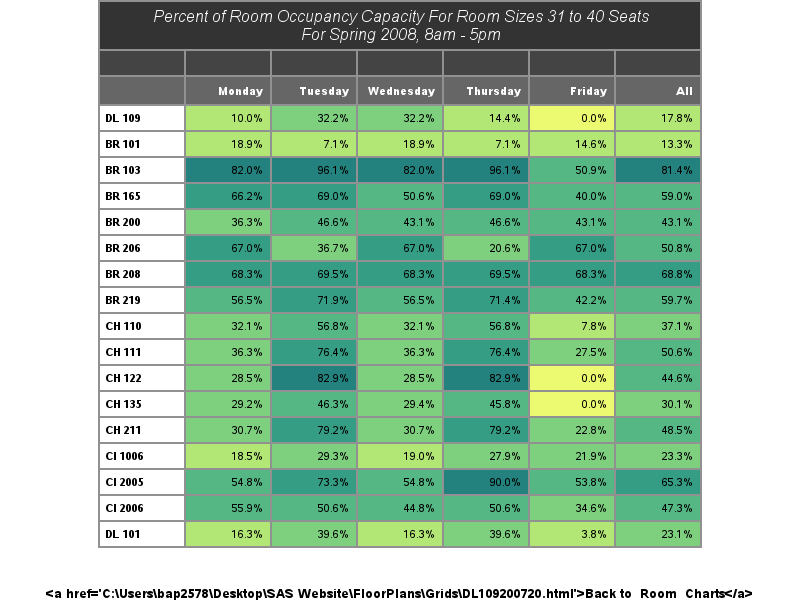 Percent of Room Occupancy Capacity For Room Sizes 31 to 40 Seats
For Spring 2008, 8am - 5pm
Monday Tuesday Wednesday Thursday Friday All
DL 109 10.0% 32.2% 32.2% 14.4% 0.0% 17.8%
BR 101 18.9% 7.1% 18.9% 7.1% 14.6% 13.3%
BR 103 82.0% 96.1% 82.0% 96.1% 50.9% 81.4%
BR 165 66.2% 69.0% 50.6% 69.0% 40.0% 59.0%
BR 200 36.3% 46.6% 43.1% 46.6% 43.1% 43.1%
BR 206 67.0% 36.7% 67.0% 20.6% 67.0% 50.8%
BR 208 68.3% 69.5% 68.3% 69.5% 68.3% 68.8%
BR 219 56.5% 71.9% 56.5% 71.4% 42.2% 59.7%
CH 110 32.1% 56.8% 32.1% 56.8% 7.8% 37.1%
CH 111 36.3% 76.4% 36.3% 76.4% 27.5% 50.6%
CH 122 28.5% 82.9% 28.5% 82.9% 0.0% 44.6%
CH 135 29.2% 46.3% 29.4% 45.8% 0.0% 30.1%
CH 211 30.7% 79.2% 30.7% 79.2% 22.8% 48.5%
CI 1006 18.5% 29.3% 19.0% 27.9% 21.9% 23.3%
CI 2005 54.8% 73.3% 54.8% 90.0% 53.8% 65.3%
CI 2006 55.9% 50.6% 44.8% 50.6% 34.6% 47.3%
DL 101 16.3% 39.6% 16.3% 39.6% 3.8% 23.1%
<a href='C:\Users\bap2578\Desktop\SAS Website\FloorPlans\Grids\DL109200720.html'>Back to Room Charts</a>